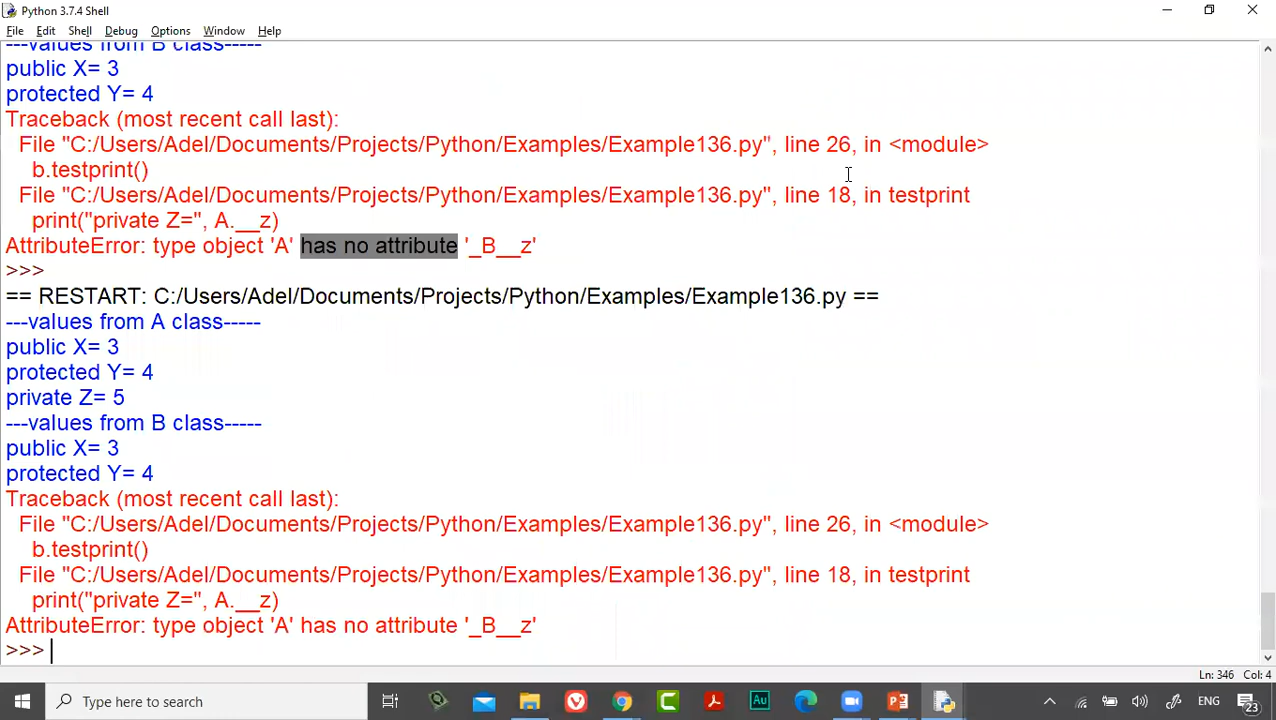 Python 3.7.4 Shell
File Edit Shell Debug Options Window Help
---values from B class-----
public X= 3
protected Y= 4
Traceback (most recent call last):
File "C:/Users/Adel/Documents/Projects/Python/Examples/Example136.py", line 26, in <module>
b.testprint()
File "C:/Users/Adel/Documents/Projects/Python/Examples/Example136.py", line 18, in testprint
print("private Z=", A.__z)
AttributeError: type object 'A' has no attribute '_B__z'
>>>
== RESTART: C:/Users/Adel/Documents/Projects/Python/Examples/Example136.py ==
---values from A class-----
public X= 3
protected Y= 4
private Z= 5
---values from B class-----
public X= 3
protected Y= 4
Traceback (most recent call last):
File "C:/Users/Adel/Documents/Projects/Python/Examples/Example136.py", line 26, in <module>
b.testprint()
File "C:/Users/Adel/Documents/Projects/Python/Examples/Example136.py", line 18, in testprint
print("private Z=", A.__z)
AttributeError: type object 'A' has no attribute '_B__z'
>>>
Ln: 346 Col: 4
Type here to search
Au
ENG
23